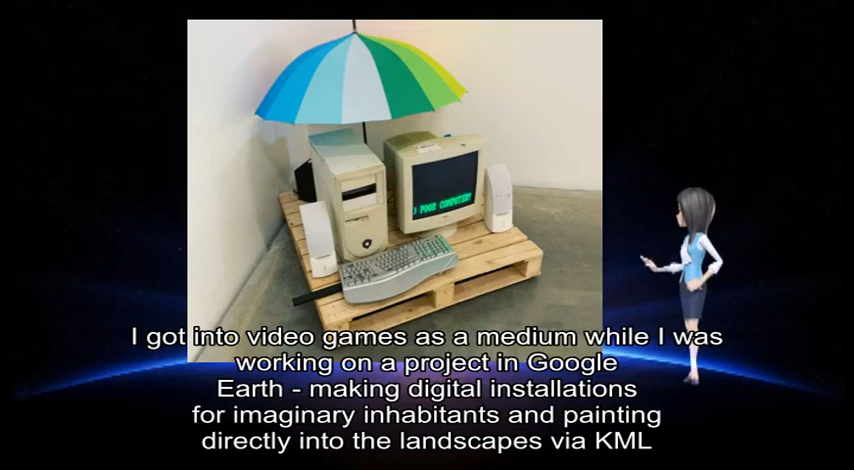 ) POOR COMPUTER!
I got into video games as a medium while I was
working on a project in Google
Earth - making digital installations
for imaginary inhabitants and painting
directly into the landscapes via KML